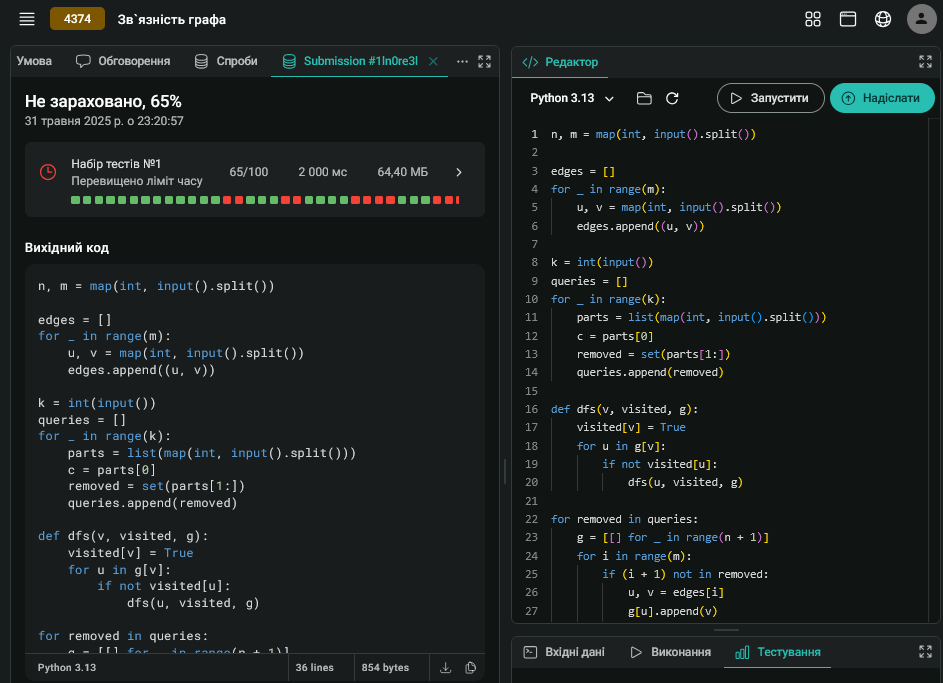 4374 Зв`язність графа
Умова Обговорення Спроби Submission #1ln0re3l
Не зараховано, 65%
31 травня 2025 р. о 23:20:57
Набір тестів №1
Перевищено ліміт часу
65/100 2 000 мс 64,40 МБ
Вихідний код
n, m = map(int, input().split())

edges = []
for _ in range(m):
    u, v = map(int, input().split())
    edges.append((u, v))

k = int(input())
queries = []
for _ in range(k):
    parts = list(map(int, input().split()))
    c = parts[0]
    removed = set(parts[1:])
    queries.append(removed)

def dfs(v, visited, g):
    visited[v] = True
    for u in g[v]:
        if not visited[u]:
            dfs(u, visited, g)

for removed in queries:
    g = [[] for _ in range(n + 1)]
Python 3.13 36 lines 854 bytes
Редактор
Python 3.13 Запустити Надіслати
1 n, m = map(int, input().split())
2
3 edges = []
4 for _ in range(m):
5     u, v = map(int, input().split())
6     edges.append((u, v))
7
8 k = int(input())
9 queries = []
10 for _ in range(k):
11     parts = list(map(int, input().split()))
12     c = parts[0]
13     removed = set(parts[1:])
14     queries.append(removed)
15
16 def dfs(v, visited, g):
17     visited[v] = True
18     for u in g[v]:
19         if not visited[u]:
20             dfs(u, visited, g)
21
22 for removed in queries:
23     g = [[] for _ in range(n + 1)]
24     for i in range(m):
25         if (i + 1) not in removed:
26             u, v = edges[i]
27             g[u].append(v)
Вхідні дані Виконання Тестування